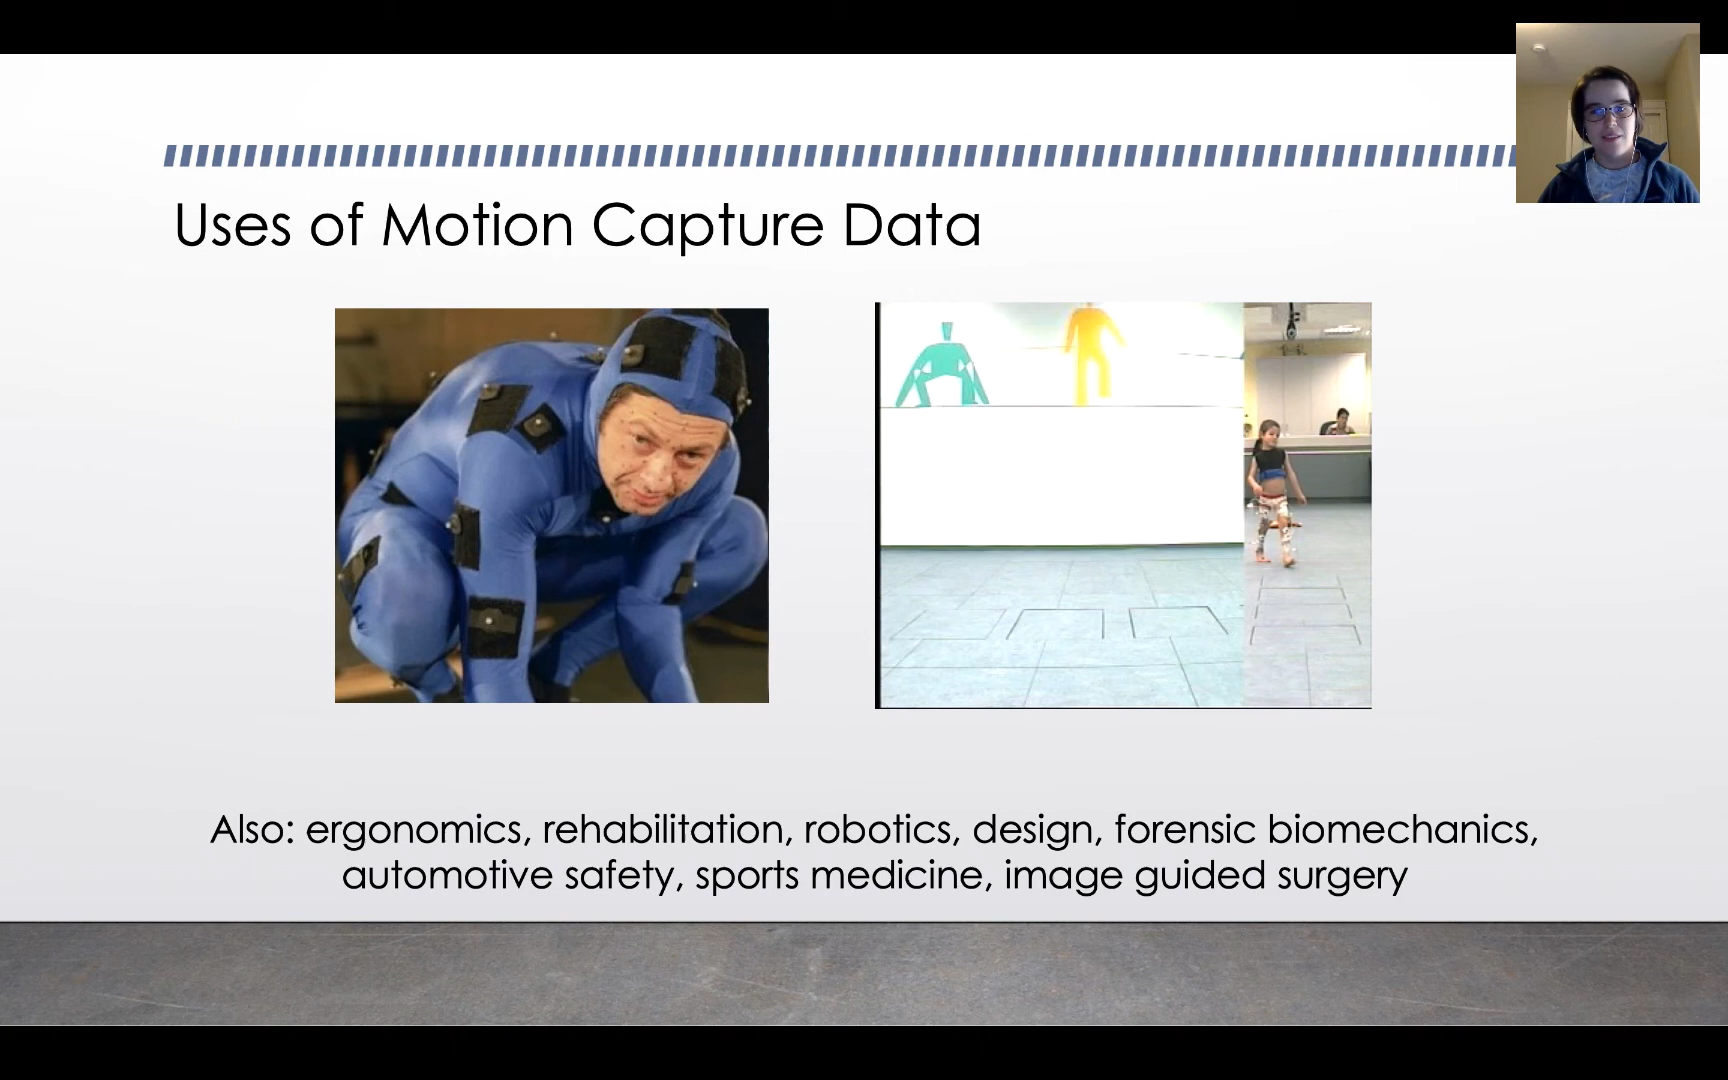 Uses of Motion Capture Data
Also: ergonomics, rehabilitation, robotics, design, forensic biomechanics,
automotive safety, sports medicine, image guided surgery